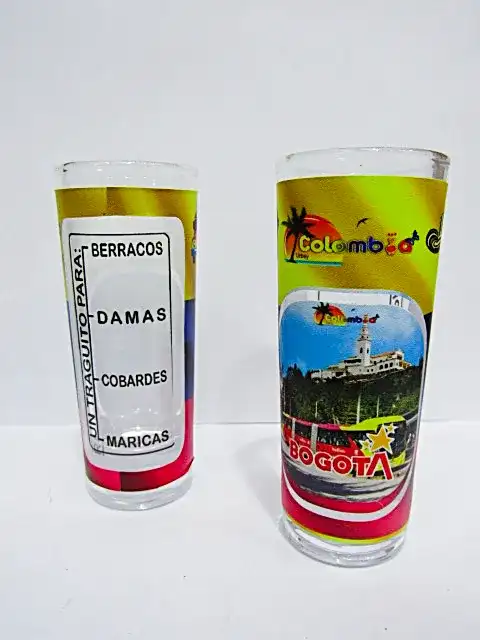 UN TRAGUITO PARA:
BERRACOS
DAMAS
COBARDES
MARICAS
Colombia
Colombia
BOGOTA